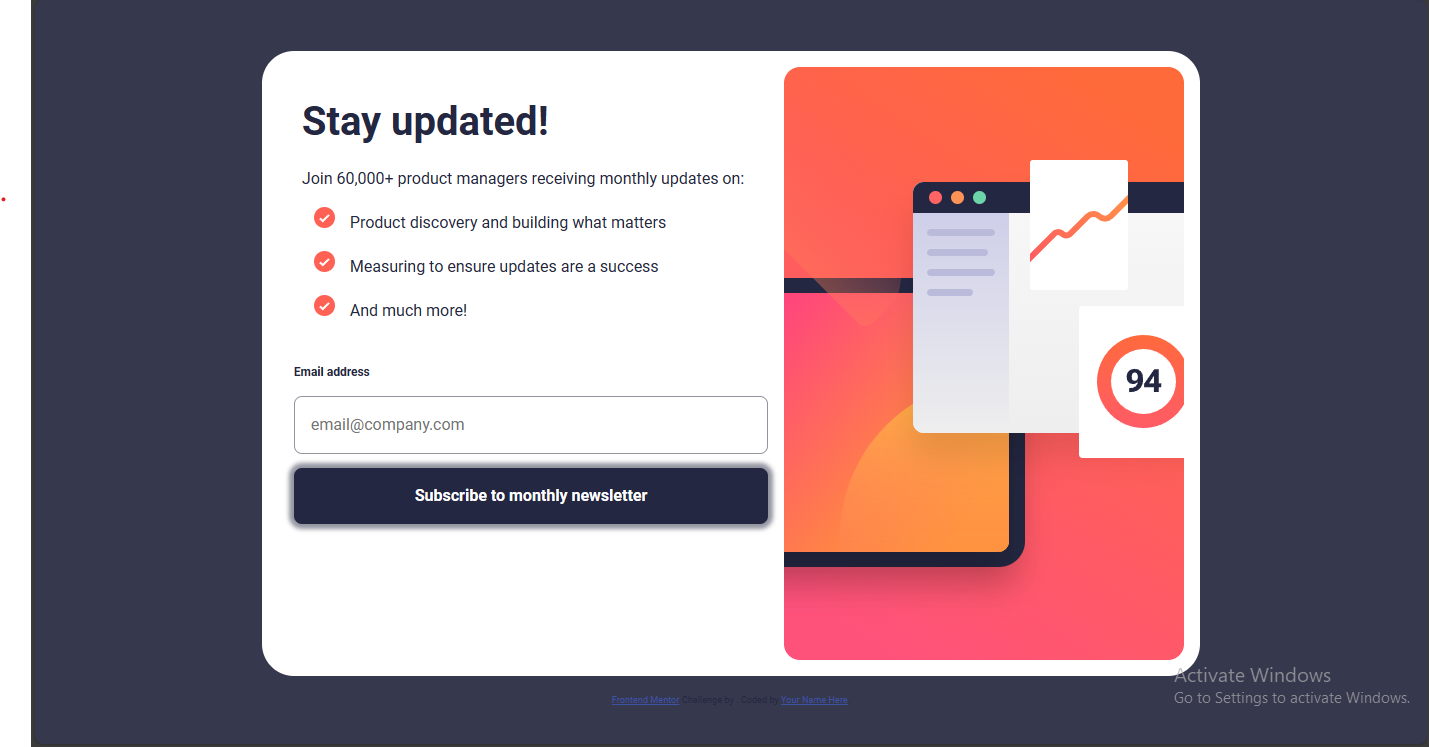 Stay updated!
Join 60,000+ product managers receiving monthly updates on:
Product discovery and building what matters
Measuring to ensure updates are a success
And much more!
Email address
email@company.com
Subscribe to monthly newsletter
94
Activate Windows
Go to Settings to activate Windows.
Frontend Mentor Challenge by . Coded by Your Name Here